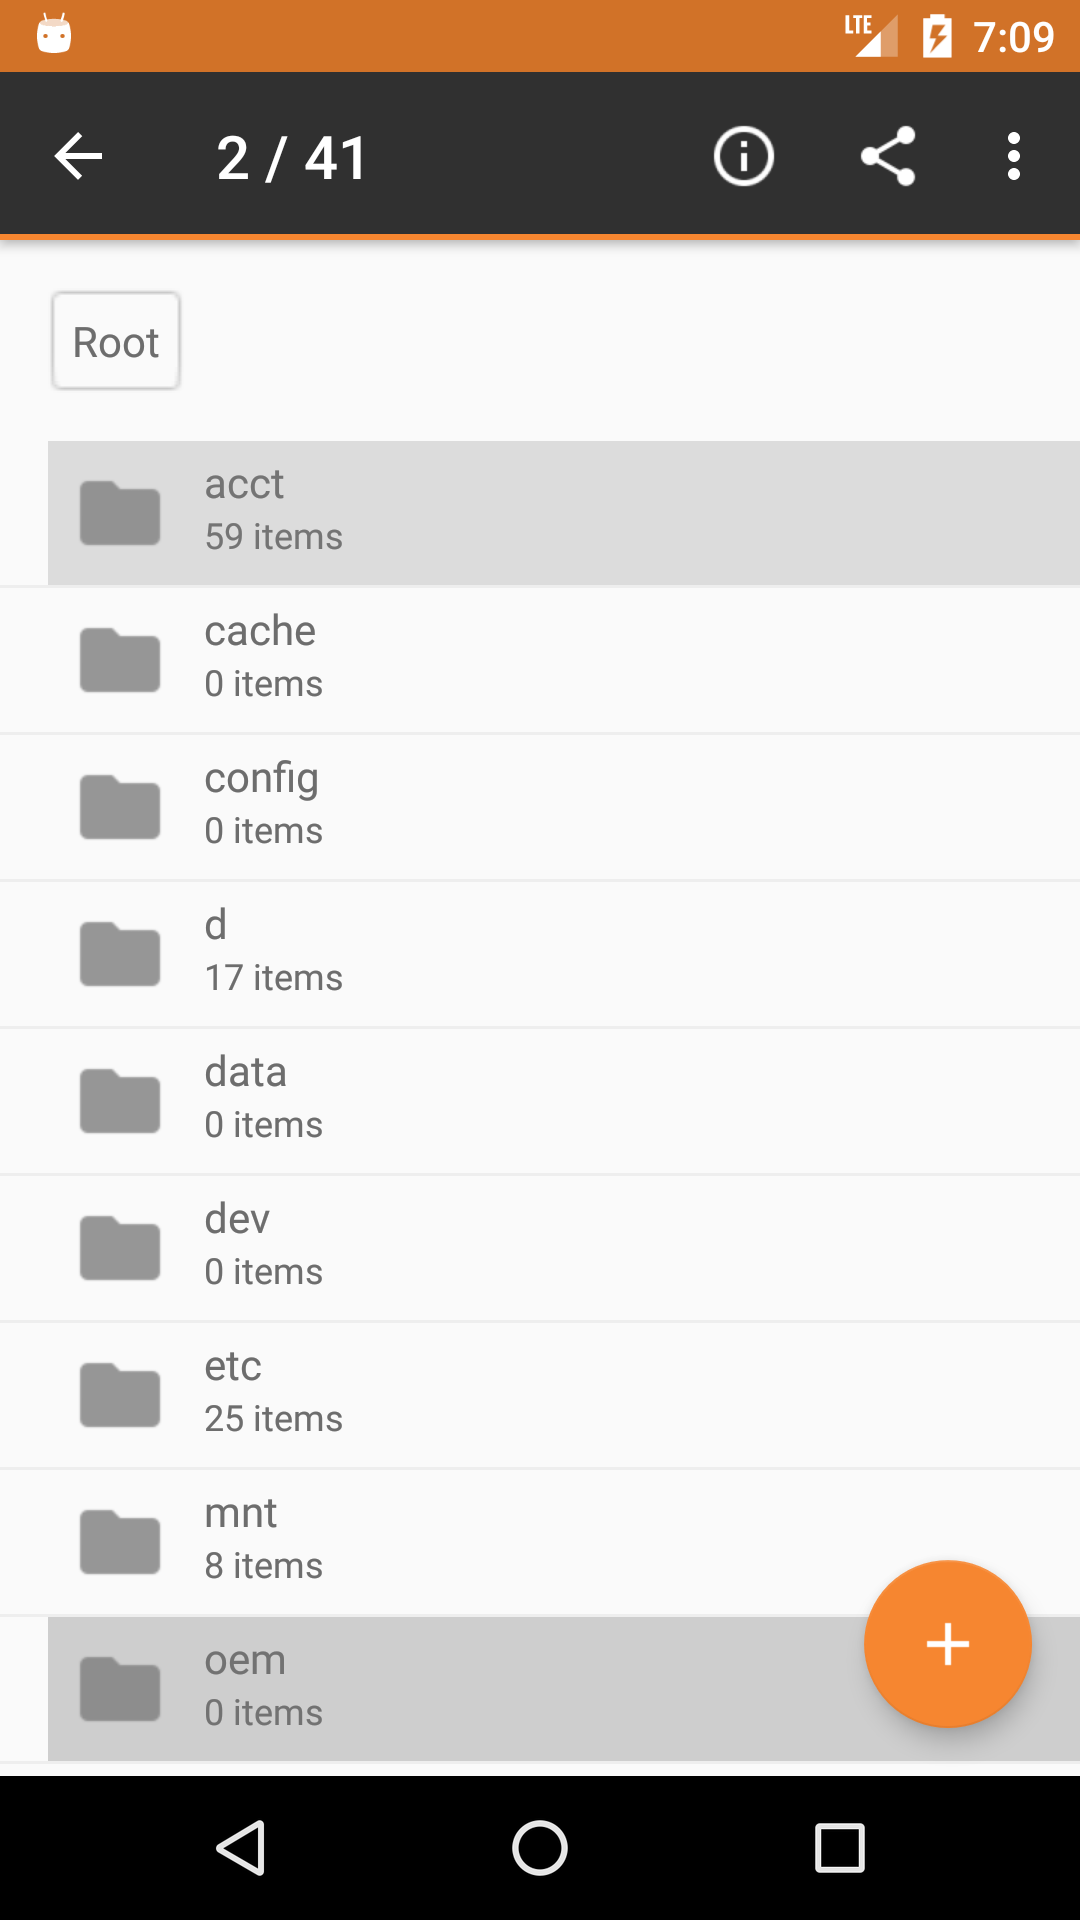 LTE 7:09
2 / 41
Root
acct
59 items
cache
0 items
config
0 items
d
17 items
data
0 items
dev
0 items
etc
25 items
mnt
8 items
oem
0 items